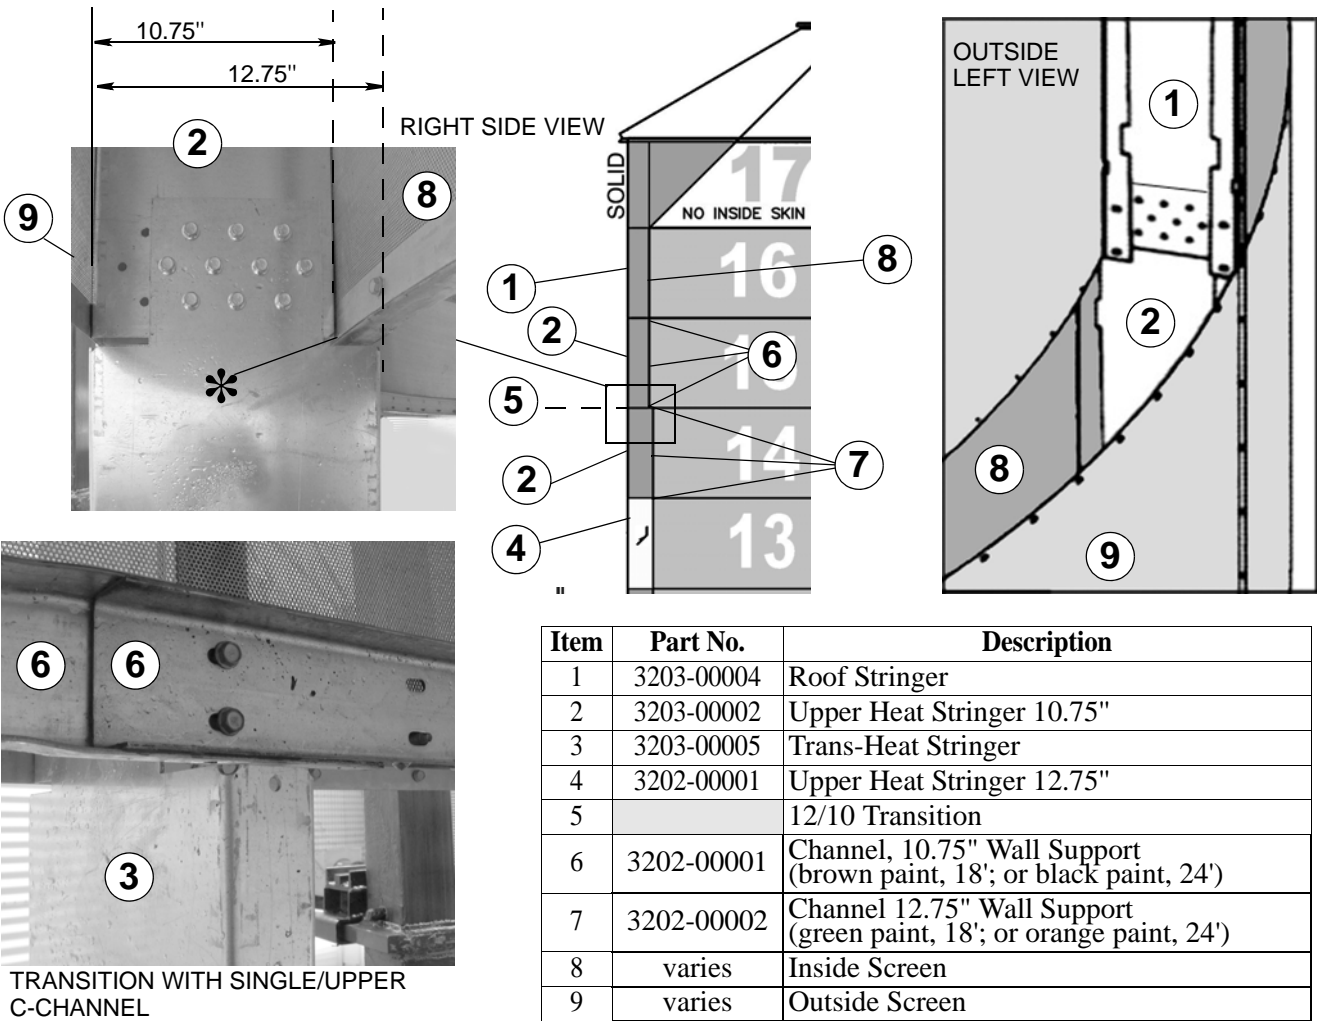 10.75"
12.75"
2
8
9
RIGHT SIDE VIEW
SOLID
17
NO INSIDE SKIN
16
8
1
2
6
15
5
14
7
2
13
4
OUTSIDE
LEFT VIEW
1
2
8
9
6
6
3
TRANSITION WITH SINGLE/UPPER
C-CHANNEL
Item Part No. Description
1 3203-00004 Roof Stringer
2 3203-00002 Upper Heat Stringer 10.75"
3 3203-00005 Trans-Heat Stringer
4 3202-00001 Upper Heat Stringer 12.75"
5 12/10 Transition
6 3202-00001 Channel, 10.75" Wall Support
(brown paint, 18'; or black paint, 24')
7 3202-00002 Channel 12.75" Wall Support
(green paint, 18'; or orange paint, 24')
8 varies Inside Screen
9 varies Outside Screen